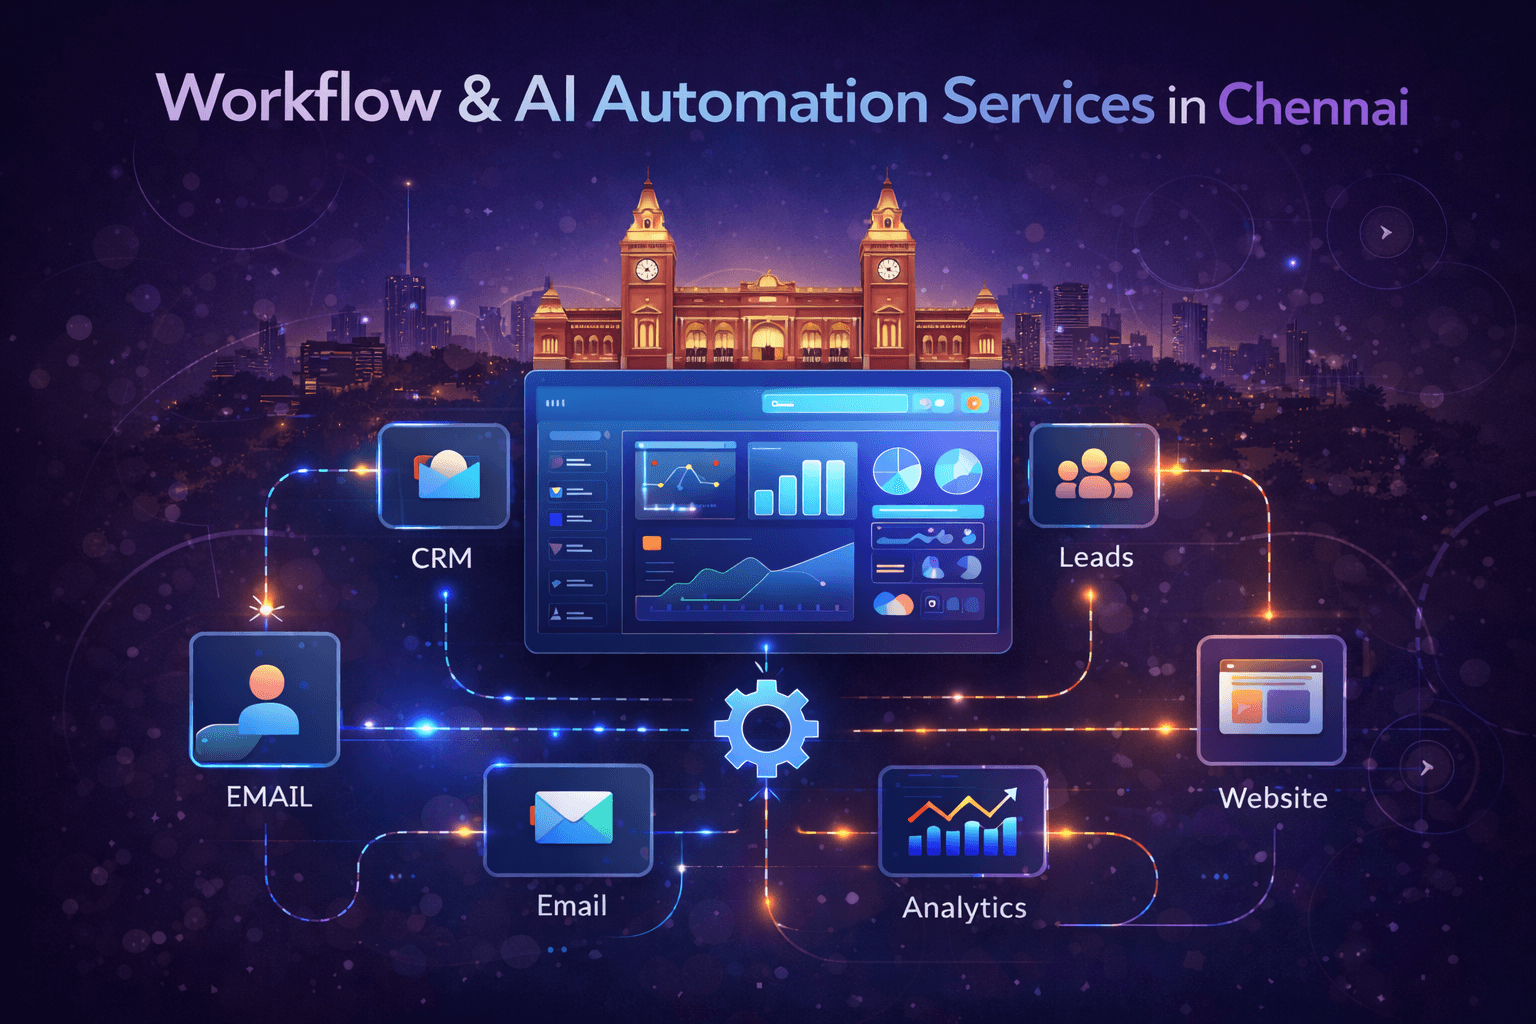 Workflow & AI Automation Services in Chennai
CRM
Leads
EMAIL
Website
Email
Analytics